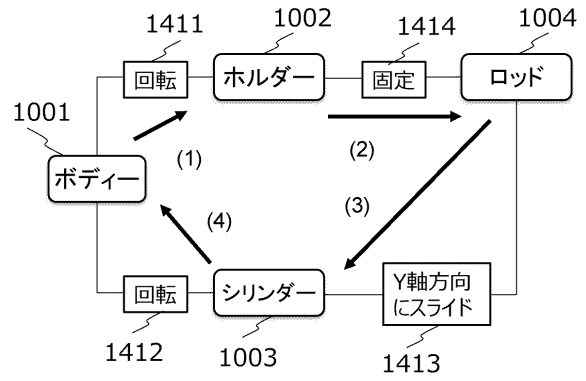 1411
1002
1414
1004
回転
ホルダー
固定
ロッド
1001
(1)
(2)
ボディー
(3)
(4)
回転
シリンダー
Y軸方向
にスライド
1412
1003
1413